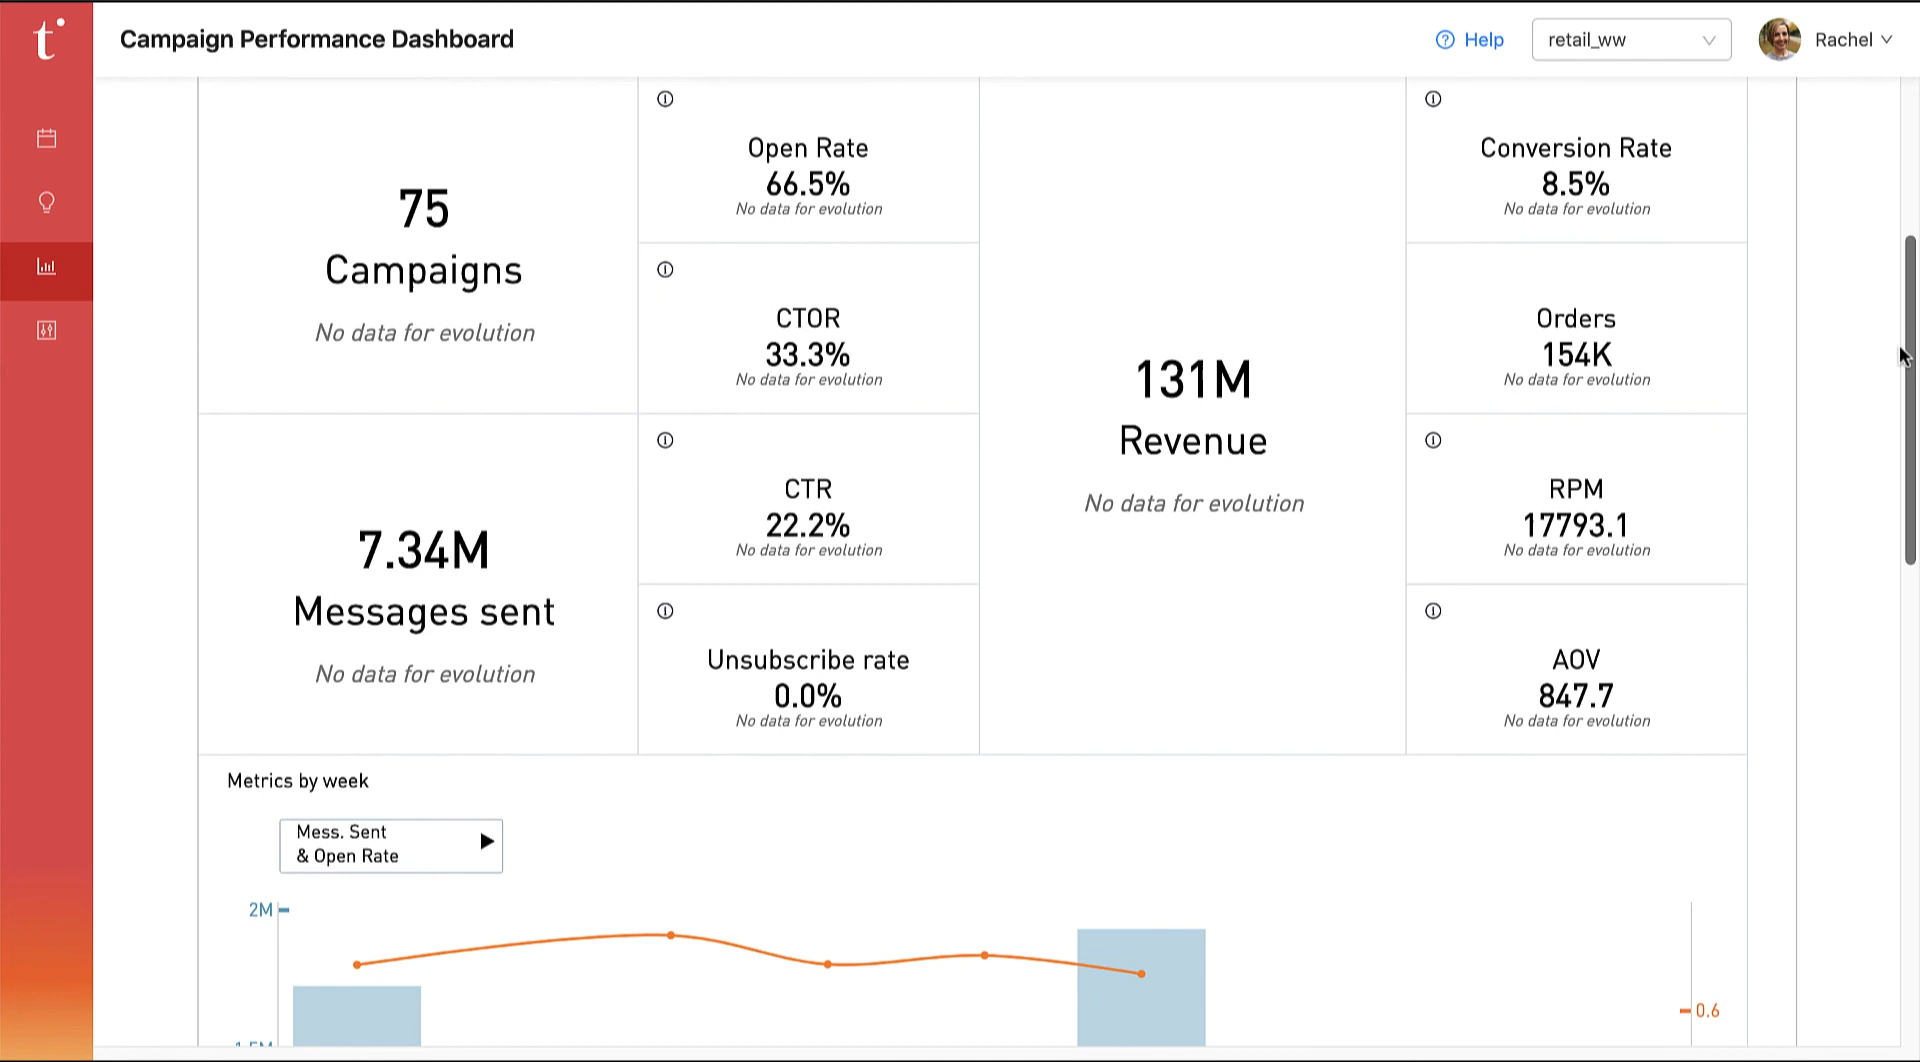 t
Campaign Performance Dashboard
Help
retail_ww
Rachel
75
Campaigns
No data for evolution
Open Rate
66.5%
No data for evolution
CTOR
33.3%
No data for evolution
7.34M
Messages sent
No data for evolution
CTR
22.2%
No data for evolution
Unsubscribe rate
0.0%
No data for evolution
131M
Revenue
No data for evolution
Conversion Rate
8.5%
No data for evolution
Orders
154K
No data for evolution
RPM
17793.1
No data for evolution
AOV
847.7
No data for evolution
Metrics by week
Mess. Sent
& Open Rate
2M
0.6